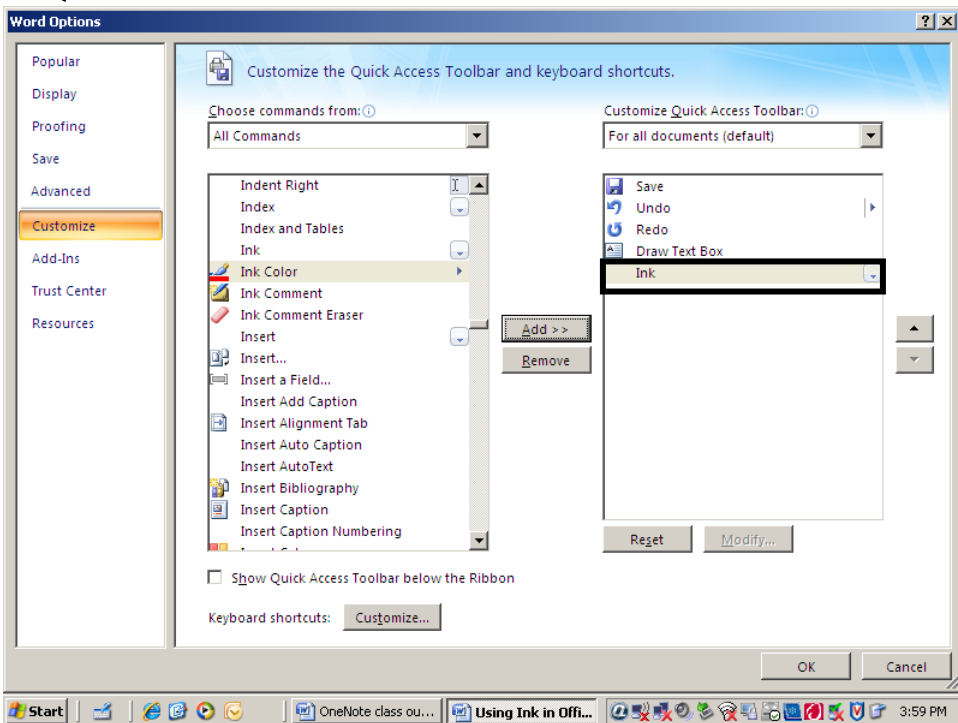 Word Options
Popular
Display
Proofing
Save
Advanced
Customize
Add-Ins
Trust Center
Resources
Customize the Quick Access Toolbar and keyboard shortcuts.
Choose commands from:
All Commands
Indent Right
Index
Index and Tables
Ink
Ink Color
Ink Comment
Ink Comment Eraser
Insert
Insert...
Insert a Field...
Insert Add Caption
Insert Alignment Tab
Insert Auto Caption
Insert AutoText
Insert Bibliography
Insert Caption
Insert Caption Numbering
Add >>
Remove
Customize Quick Access Toolbar:
For all documents (default)
Save
Undo
Redo
Draw Text Box
Ink
Reset
Modify...
Show Quick Access Toolbar below the Ribbon
Keyboard shortcuts:
Customize...
OK
Cancel
Start
OneNote class ou...
Using Ink in Offi...
3:59 PM